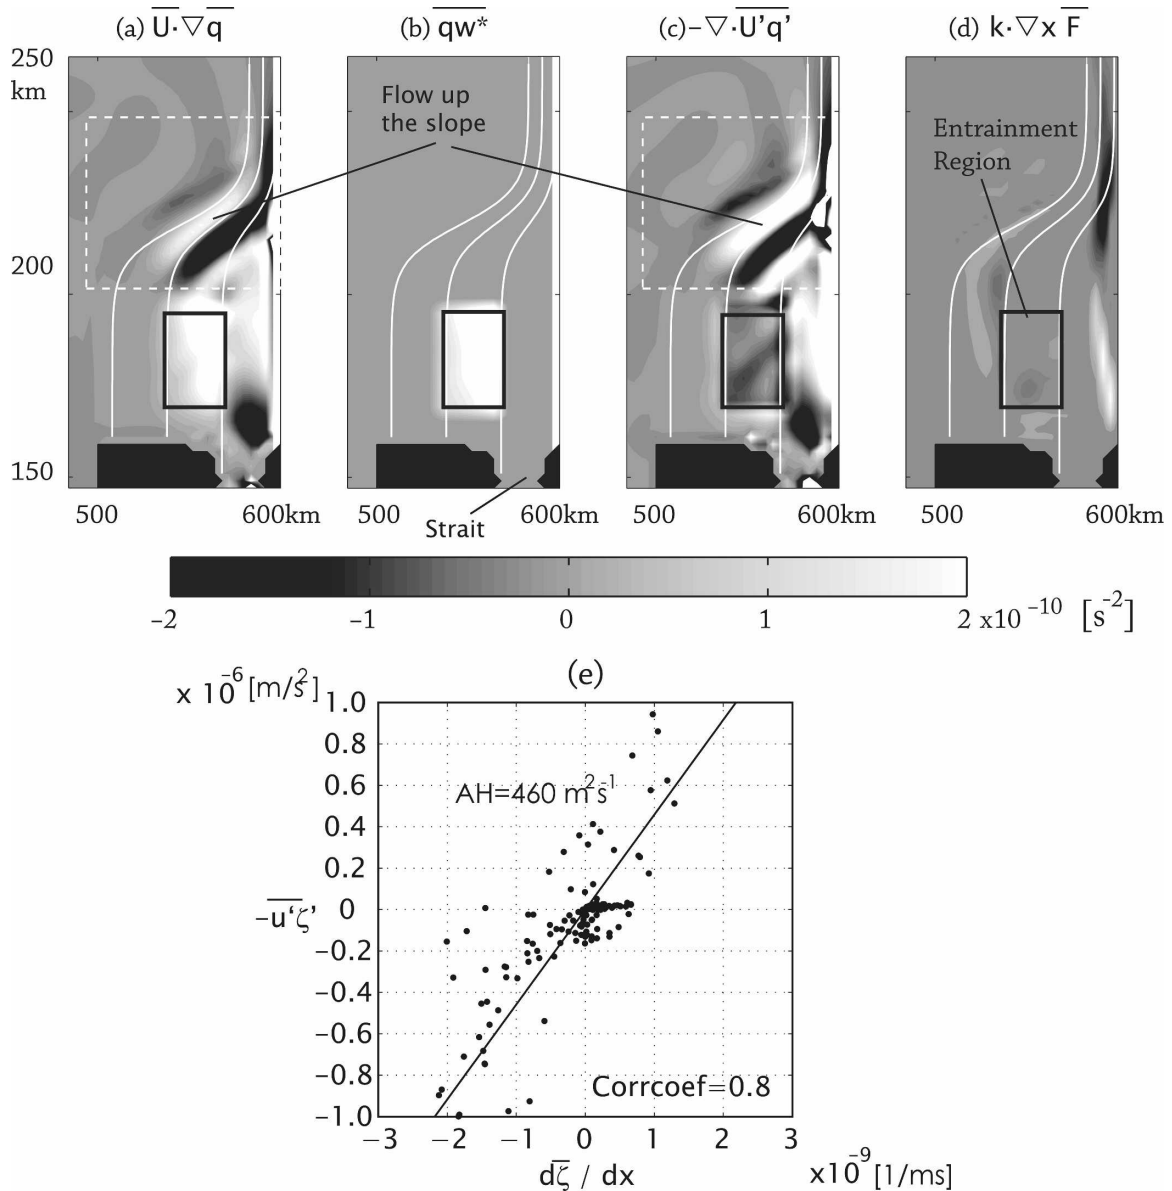 (a) U·∇q
(b) qw*
(c)−∇·U'q'
(d) k·∇x F
250
km
200
150
Flow up
the slope
Entrainment
Region
Strait
500 600km 500 600km 500 600km 500 600km
−2 −1 0 1 2 x10⁻¹⁰ [s⁻²]
(e)
x 10⁻⁶ [m/s²]
1.0
0.8
0.6
0.4
0.2
0
−0.2
−0.4
−0.6
−0.8
−1.0
−u'ζ'
AH=460 m²s⁻¹
Corrcoef=0.8
−3 −2 −1 0 1 2 3
dζ / dx
x10⁻⁹ [1/ms]